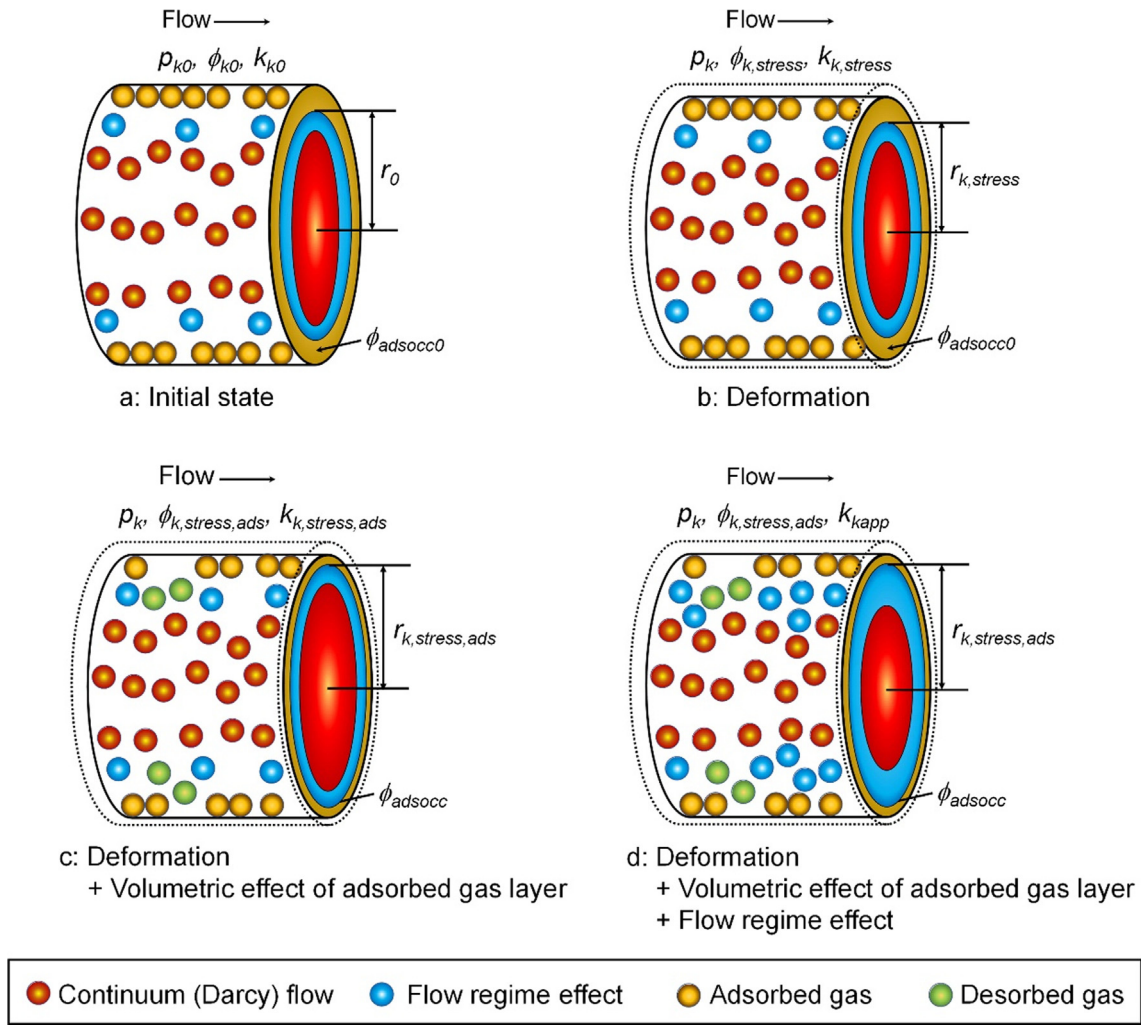 Flow
p_k0, ϕ_k0, k_k0
r_0
ϕ_adsocc0
a: Initial state
Flow
p_k, ϕ_k,stress, k_k,stress
r_k,stress
ϕ_adsocc0
b: Deformation
Flow
p_k, ϕ_k,stress,ads, k_k,stress,ads
r_k,stress,ads
ϕ_adsocc
c: Deformation
+ Volumetric effect of adsorbed gas layer
Flow
p_k, ϕ_k,stress,ads, k_kapp
r_k,stress,ads
ϕ_adsocc
d: Deformation
+ Volumetric effect of adsorbed gas layer
+ Flow regime effect
Continuum (Darcy) flow Flow regime effect Adsorbed gas Desorbed gas